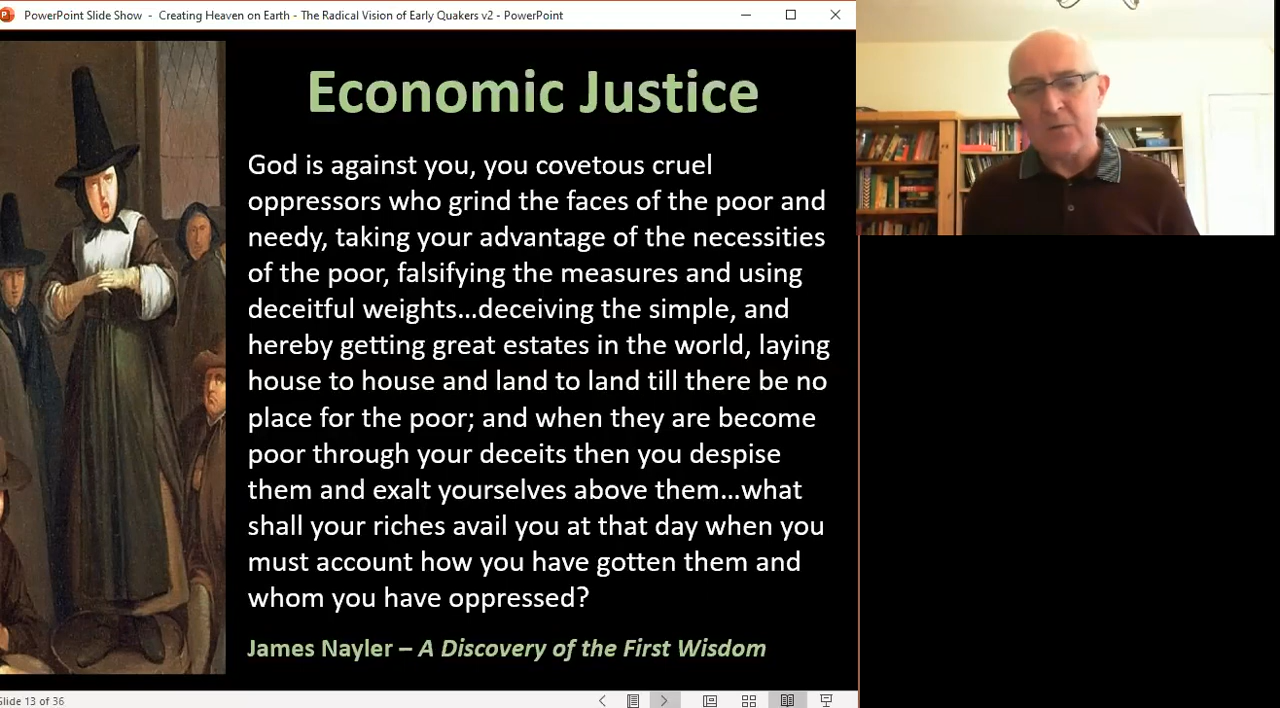 PowerPoint Slide Show - Creating Heaven on Earth - The Radical Vision of Early Quakers v2 - PowerPoint
Economic Justice
God is against you, you covetous cruel
oppressors who grind the faces of the poor and
needy, taking your advantage of the necessities
of the poor, falsifying the measures and using
deceitful weights…deceiving the simple, and
hereby getting great estates in the world, laying
house to house and land to land till there be no
place for the poor; and when they are become
poor through your deceits then you despise
them and exalt yourselves above them…what
shall your riches avail you at that day when you
must account how you have gotten them and
whom you have oppressed?
James Nayler – A Discovery of the First Wisdom
Slide 13 of 36